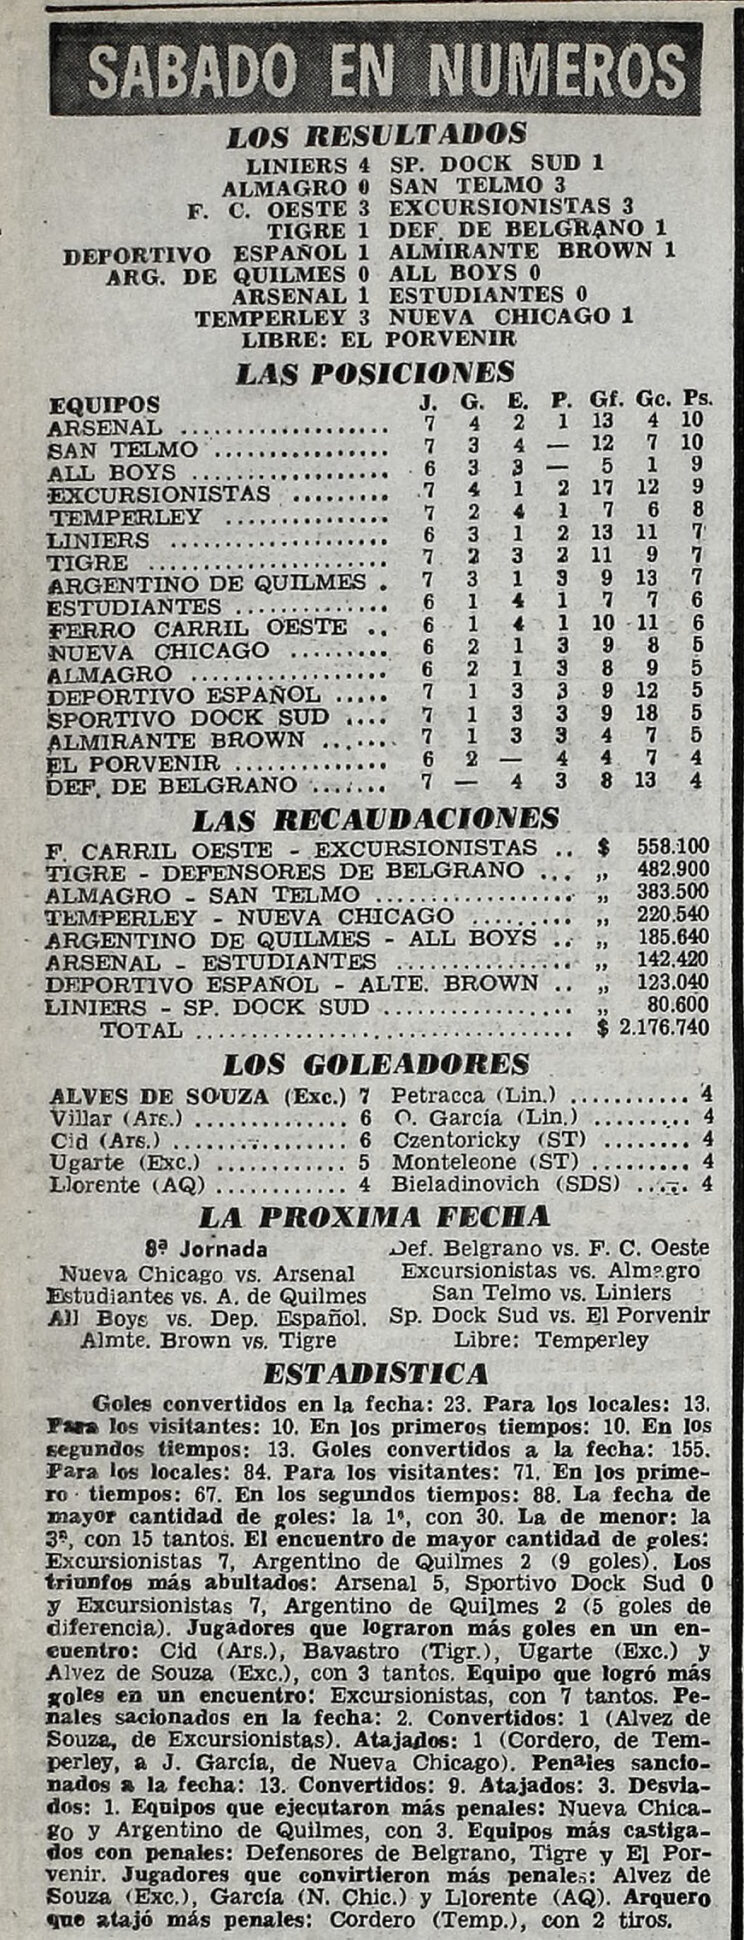 SABADO EN NUMEROS
LOS RESULTADOS
LINIERS 4 SP. DOCK SUD 1
ALMAGRO 0 SAN TELMO 3
F. C. OESTE 3 EXCURSIONISTAS 3
TIGRE 1 DEF. DE BELGRANO 1
DEPORTIVO ESPAÑOL 1 ALMIRANTE BROWN 1
ARG. DE QUILMES 0 ALL BOYS 0
ARSENAL 1 ESTUDIANTES 0
TEMPERLEY 3 NUEVA CHICAGO 1
LIBRE: EL PORVENIR
LAS POSICIONES
EQUIPOS J. G. E. P. Gf. Gc. Ps.
ARSENAL .................... 7 4 2 1 13 4 10
SAN TELMO ................ 7 3 4 — 12 7 10
ALL BOYS .................. 6 3 3 — 5 1 9
EXCURSIONISTAS ......... 7 4 1 2 17 12 9
TEMPERLEY ............... 7 2 4 1 7 6 8
LINIERS .................... 6 3 1 2 13 11 7
TIGRE ...................... 7 2 3 2 11 9 7
ARGENTINO DE QUILMES . 7 3 1 3 9 13 7
ESTUDIANTES .............. 6 1 4 1 7 7 6
FERRO CARRIL OESTE .. 6 1 4 1 10 11 6
NUEVA CHICAGO ......... 6 2 1 3 9 8 5
ALMAGRO .................. 6 2 1 3 8 9 5
DEPORTIVO ESPAÑOL ..... 7 1 3 3 9 12 5
SPORTIVO DOCK SUD .... 7 1 3 3 9 18 5
ALMIRANTE BROWN ....... 7 1 3 3 4 7 5
EL PORVENIR .............. 6 2 — 4 4 7 4
DEF. DE BELGRANO ....... 7 — 4 3 8 13 4
LAS RECAUDACIONES
F. CARRIL OESTE - EXCURSIONISTAS .. $ 558.100
TIGRE - DEFENSORES DE BELGRANO ... „ 482.900
ALMAGRO - SAN TELMO .................. „ 383.500
TEMPERLEY - NUEVA CHICAGO ......... „ 220.540
ARGENTINO DE QUILMES - ALL BOYS .. „ 185.640
ARSENAL - ESTUDIANTES ................ „ 142.420
DEPORTIVO ESPAÑOL - ALTE. BROWN .. „ 123.040
LINIERS - SP. DOCK SUD ................. „ 80.600
TOTAL .................................. $ 2.176.740
LOS GOLEADORES
ALVES DE SOUZA (Exc.) 7 Petracca (Lin.) ........... 4
Villar (Ars.) .............. 6 O. García (Lin.) .......... 4
Cid (Ars.) ................ 6 Czentoricky (ST) ........ 4
Ugarte (Exc.) ............ 5 Monteleone (ST) ......... 4
Llorente (AQ) ............ 4 Bieladinovich (SDS) ..... 4
LA PROXIMA FECHA
8ª Jornada
Nueva Chicago vs. Arsenal
Estudiantes vs. A. de Quilmes
All Boys vs. Dep. Español.
Almte. Brown vs. Tigre
Def. Belgrano vs. F. C. Oeste
Excursionistas vs. Almagro
San Telmo vs. Liniers
Sp. Dock Sud vs. El Porvenir
Libre: Temperley
ESTADISTICA
Goles convertidos en la fecha: 23. Para los locales: 13.
Para los visitantes: 10. En los primeros tiempos: 10. En los
segundos tiempos: 13. Goles convertidos a la fecha: 155.
Para los locales: 84. Para los visitantes: 71. En los prime-
ro tiempos: 67. En los segundos tiempos: 88. La fecha de
mayor cantidad de goles: la 1ª, con 30. La de menor: la
3ª, con 15 tantos. El encuentro de mayor cantidad de goles:
Excursionistas 7, Argentino de Quilmes 2 (9 goles). Los
triunfos más abultados: Arsenal 5, Sportivo Dock Sud 0
y Excursionistas 7, Argentino de Quilmes 2 (5 goles de
diferencia). Jugadores que lograron más goles en un en-
cuentro: Cid (Ars.), Bavastro (Tigr.), Ugarte (Exc.) y
Alvez de Souza (Exc.), con 3 tantos. Equipo que logró más
goles en un encuentro: Excursionistas, con 7 tantos. Pe-
nales sacionados en la fecha: 2. Convertidos: 1 (Alvez de
Souza, de Excursionistas). Atajados: 1 (Cordero, de Tem-
perley, a J. García, de Nueva Chicago). Penales sancio-
nados a la fecha: 13. Convertidos: 9. Atajados: 3. Desvia-
dos: 1. Equipos que ejecutaron más penales: Nueva Chica-
go y Argentino de Quilmes, con 3. Equipos más castiga-
dos con penales: Defensores de Belgrano, Tigre y El Por-
venir. Jugadores que convirtieron más penales: Alvez de
Souza (Exc.), García (N. Chic.) y Llorente (AQ). Arquero
que atajó más penales: Cordero (Temp.), con 2 tiros.